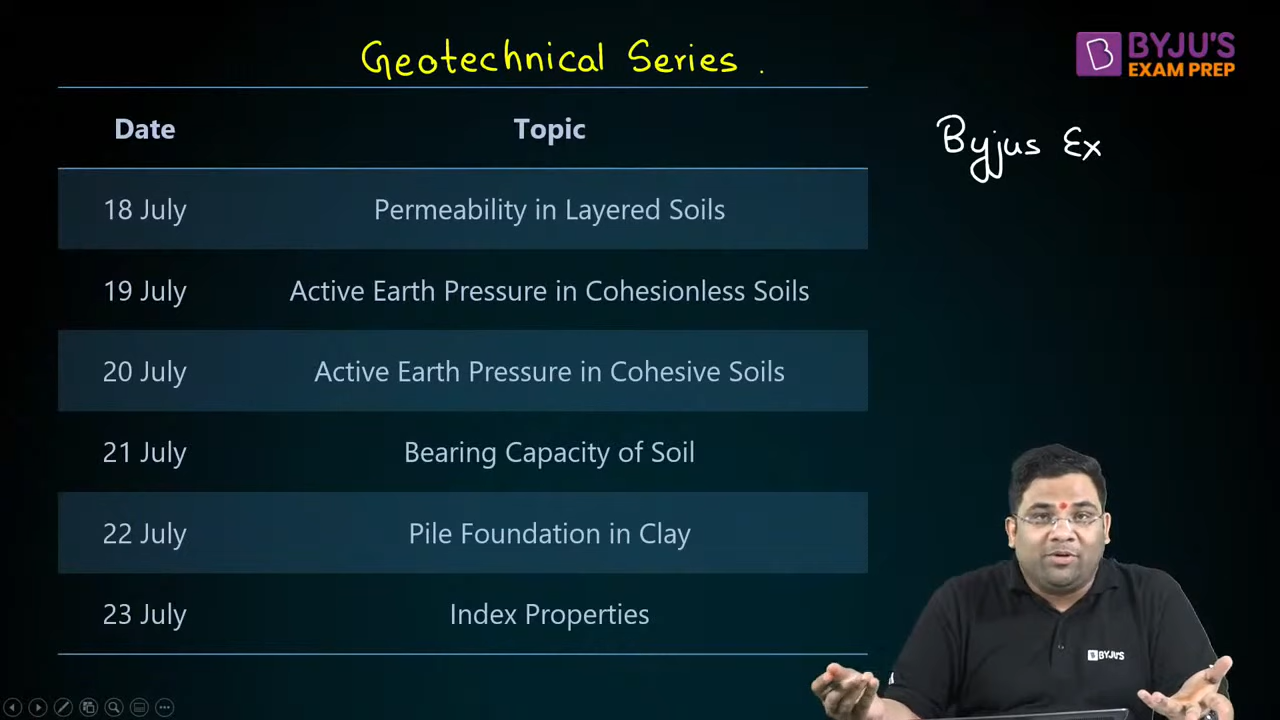 Geotechnical Series .
BYJU'S
EXAM PREP
Date Topic
Byjus Ex
18 July Permeability in Layered Soils
19 July Active Earth Pressure in Cohesionless Soils
20 July Active Earth Pressure in Cohesive Soils
21 July Bearing Capacity of Soil
22 July Pile Foundation in Clay
23 July Index Properties
BYJU'S